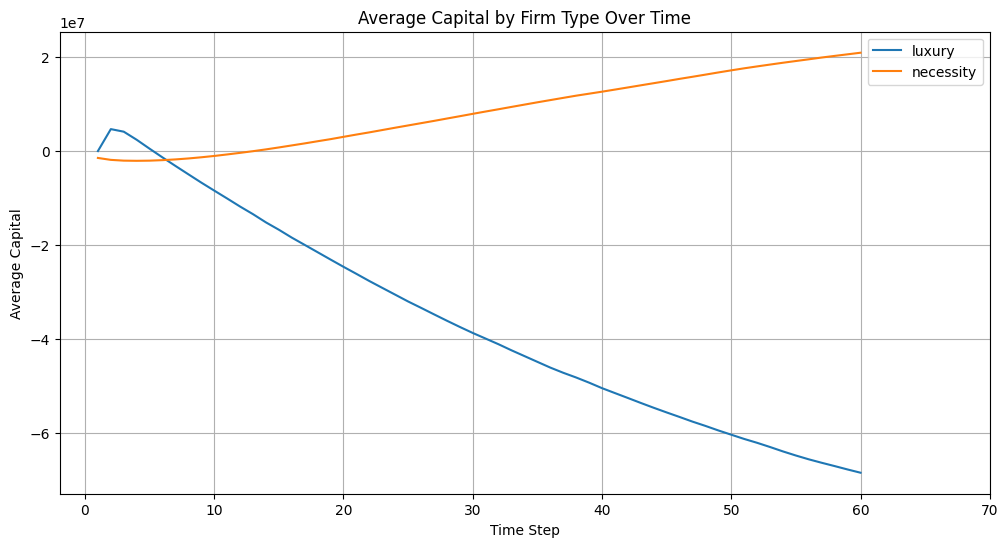 Average Capital by Firm Type Over Time
1e7
luxury
necessity
2
0
−2
−4
−6
Average Capital
0 10 20 30 40 50 60 70
Time Step